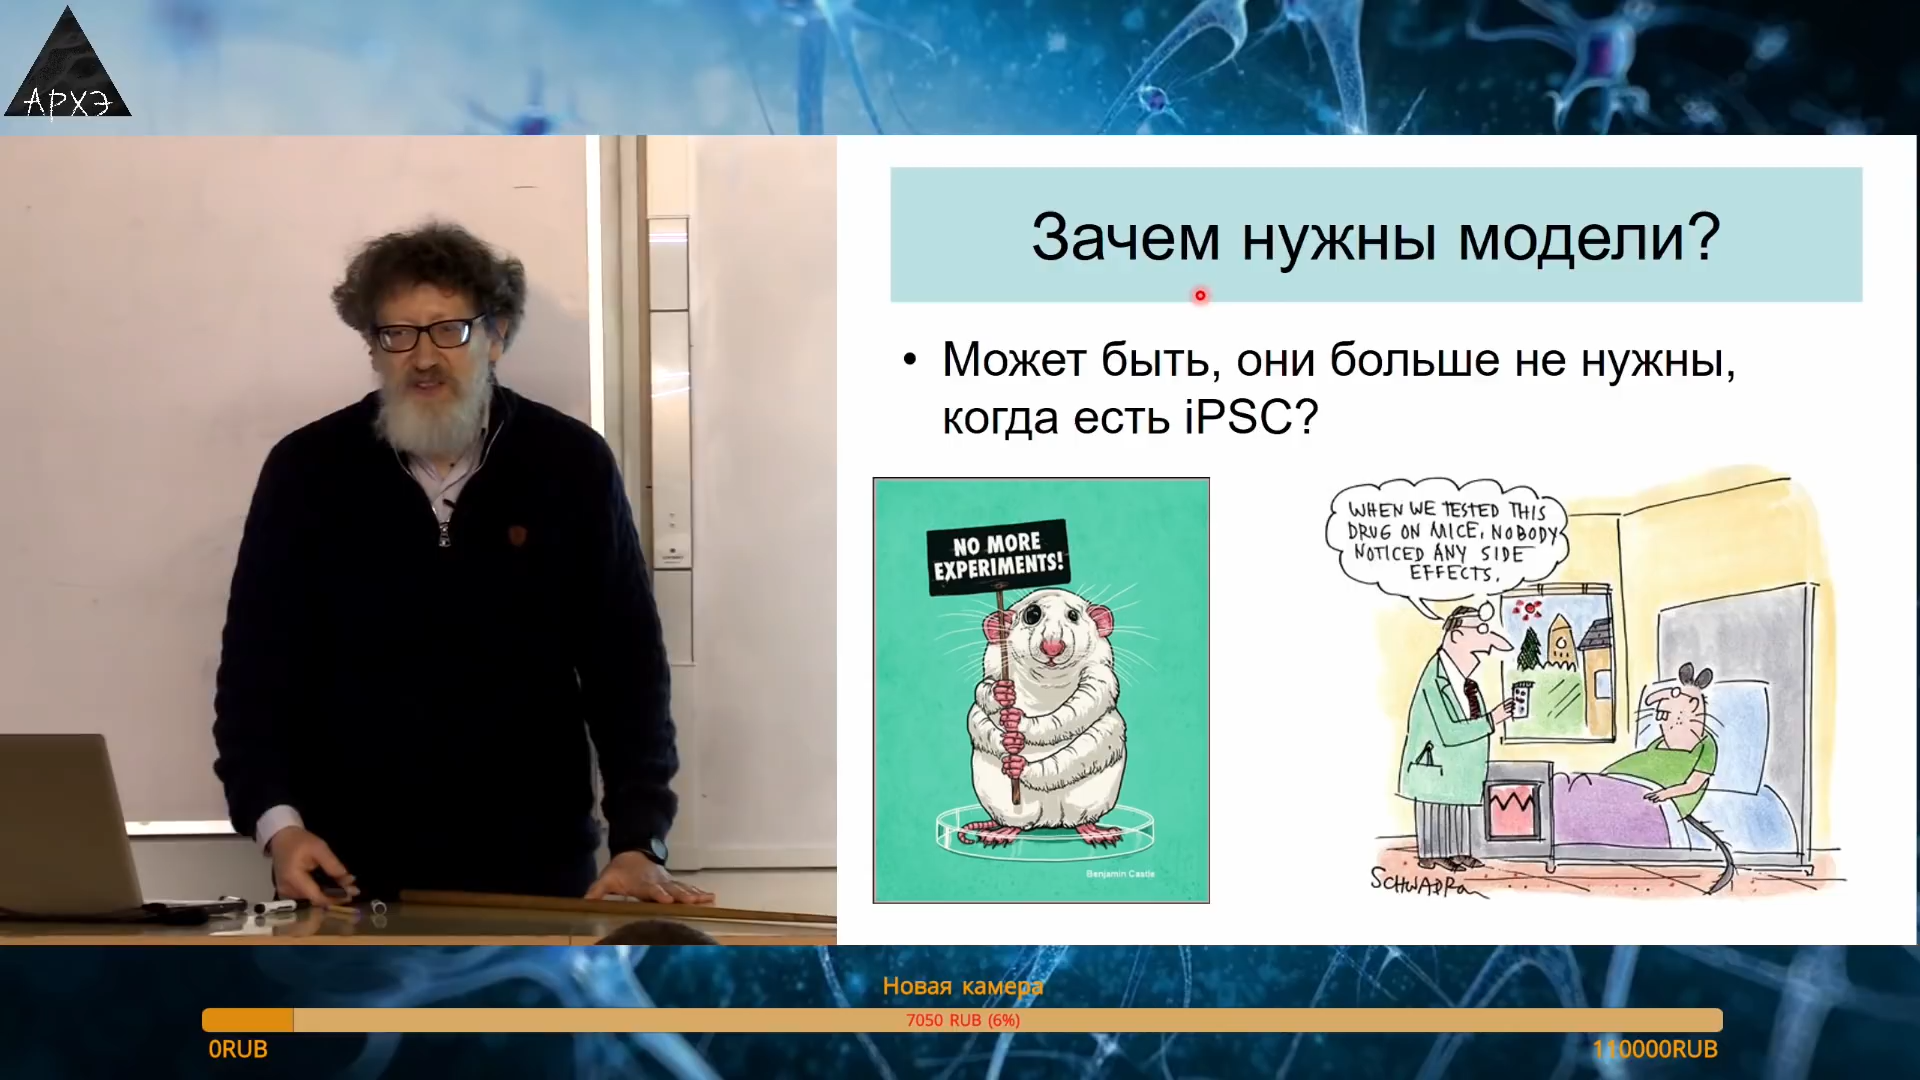 АРХЭ
Зачем нужны модели?
• Может быть, они больше не нужны,
когда есть iPSC?
NO MORE
EXPERIMENTS!
Benjamin Castle
WHEN WE TESTED THIS
DRUG ON MICE, NOBODY
NOTICED ANY SIDE
EFFECTS.
SCHWADRON
Новая камера
7050 RUB (6%)
0RUB
110000RUB